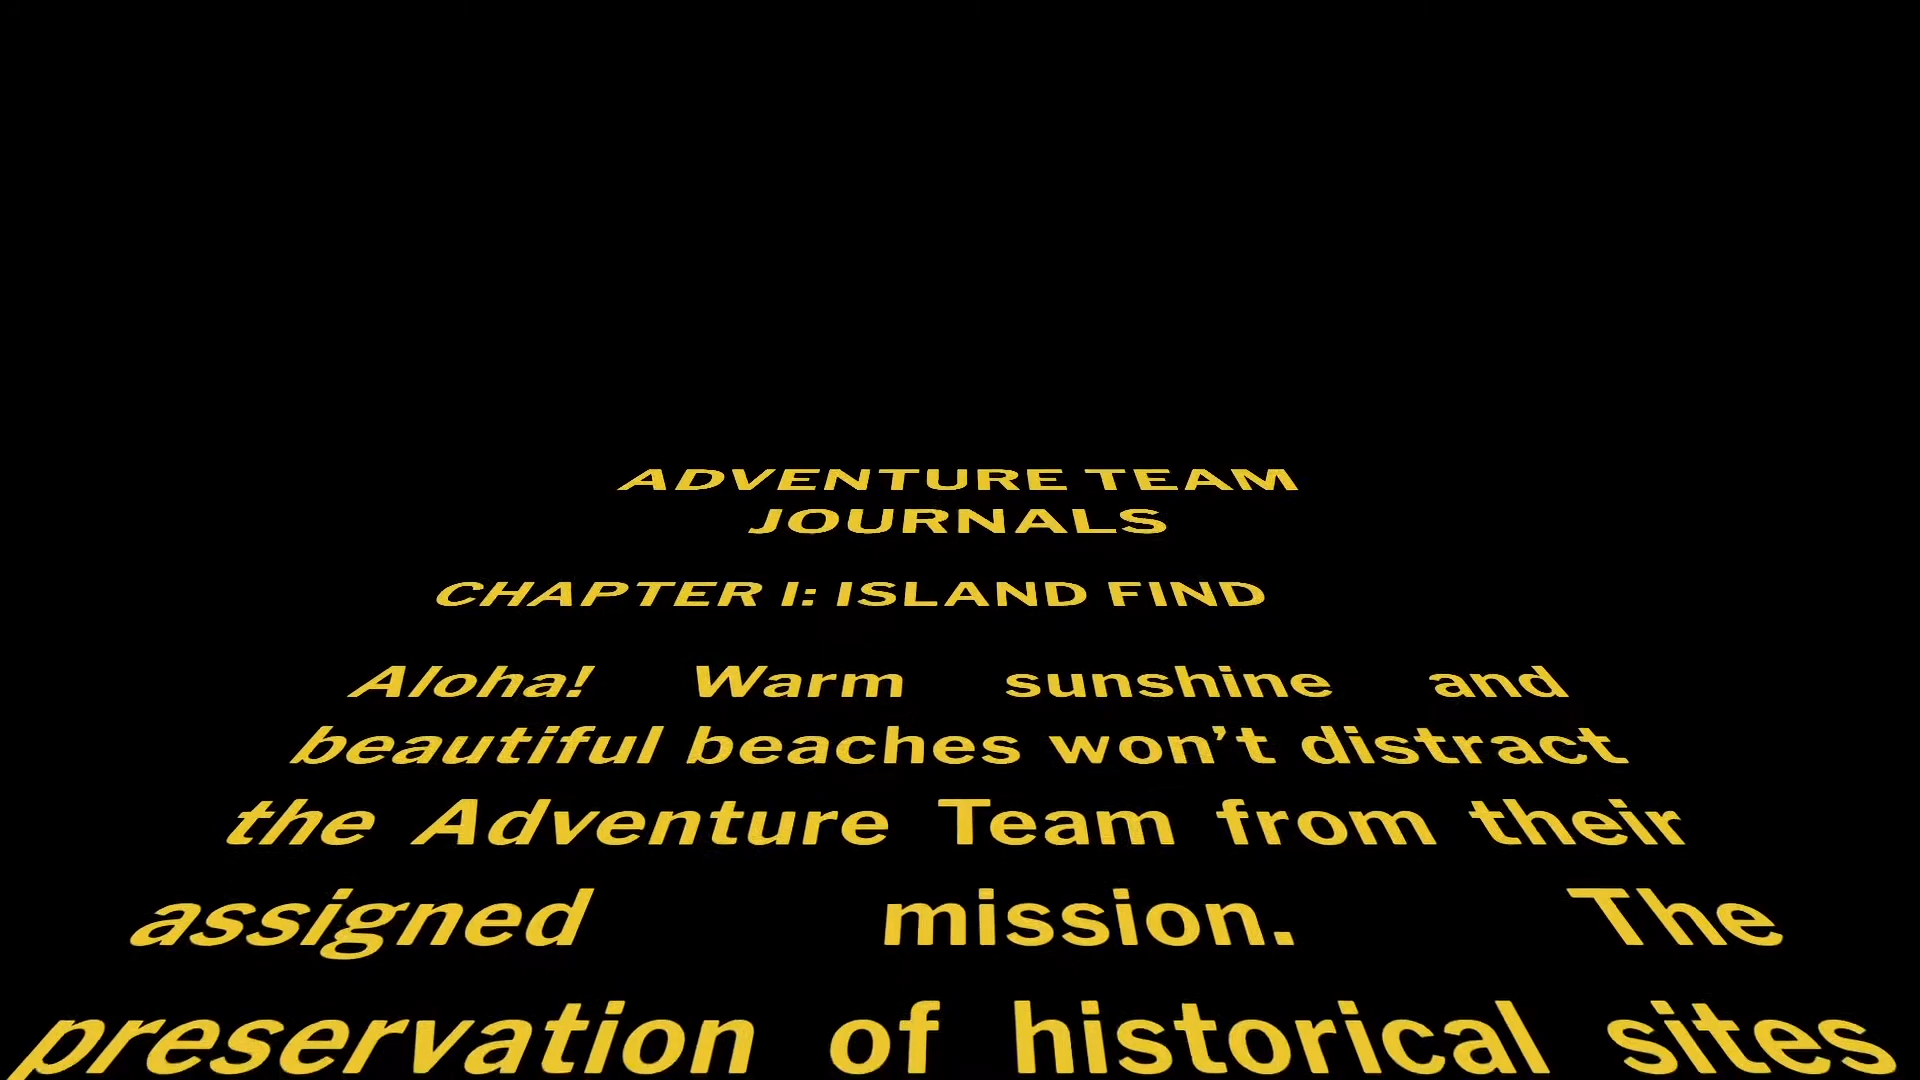 ADVENTURE TEAM
JOURNALS
CHAPTER I: ISLAND FIND
Aloha! Warm sunshine and
beautiful beaches won’t distract
the Adventure Team from their
assigned mission. The
preservation of historical sites